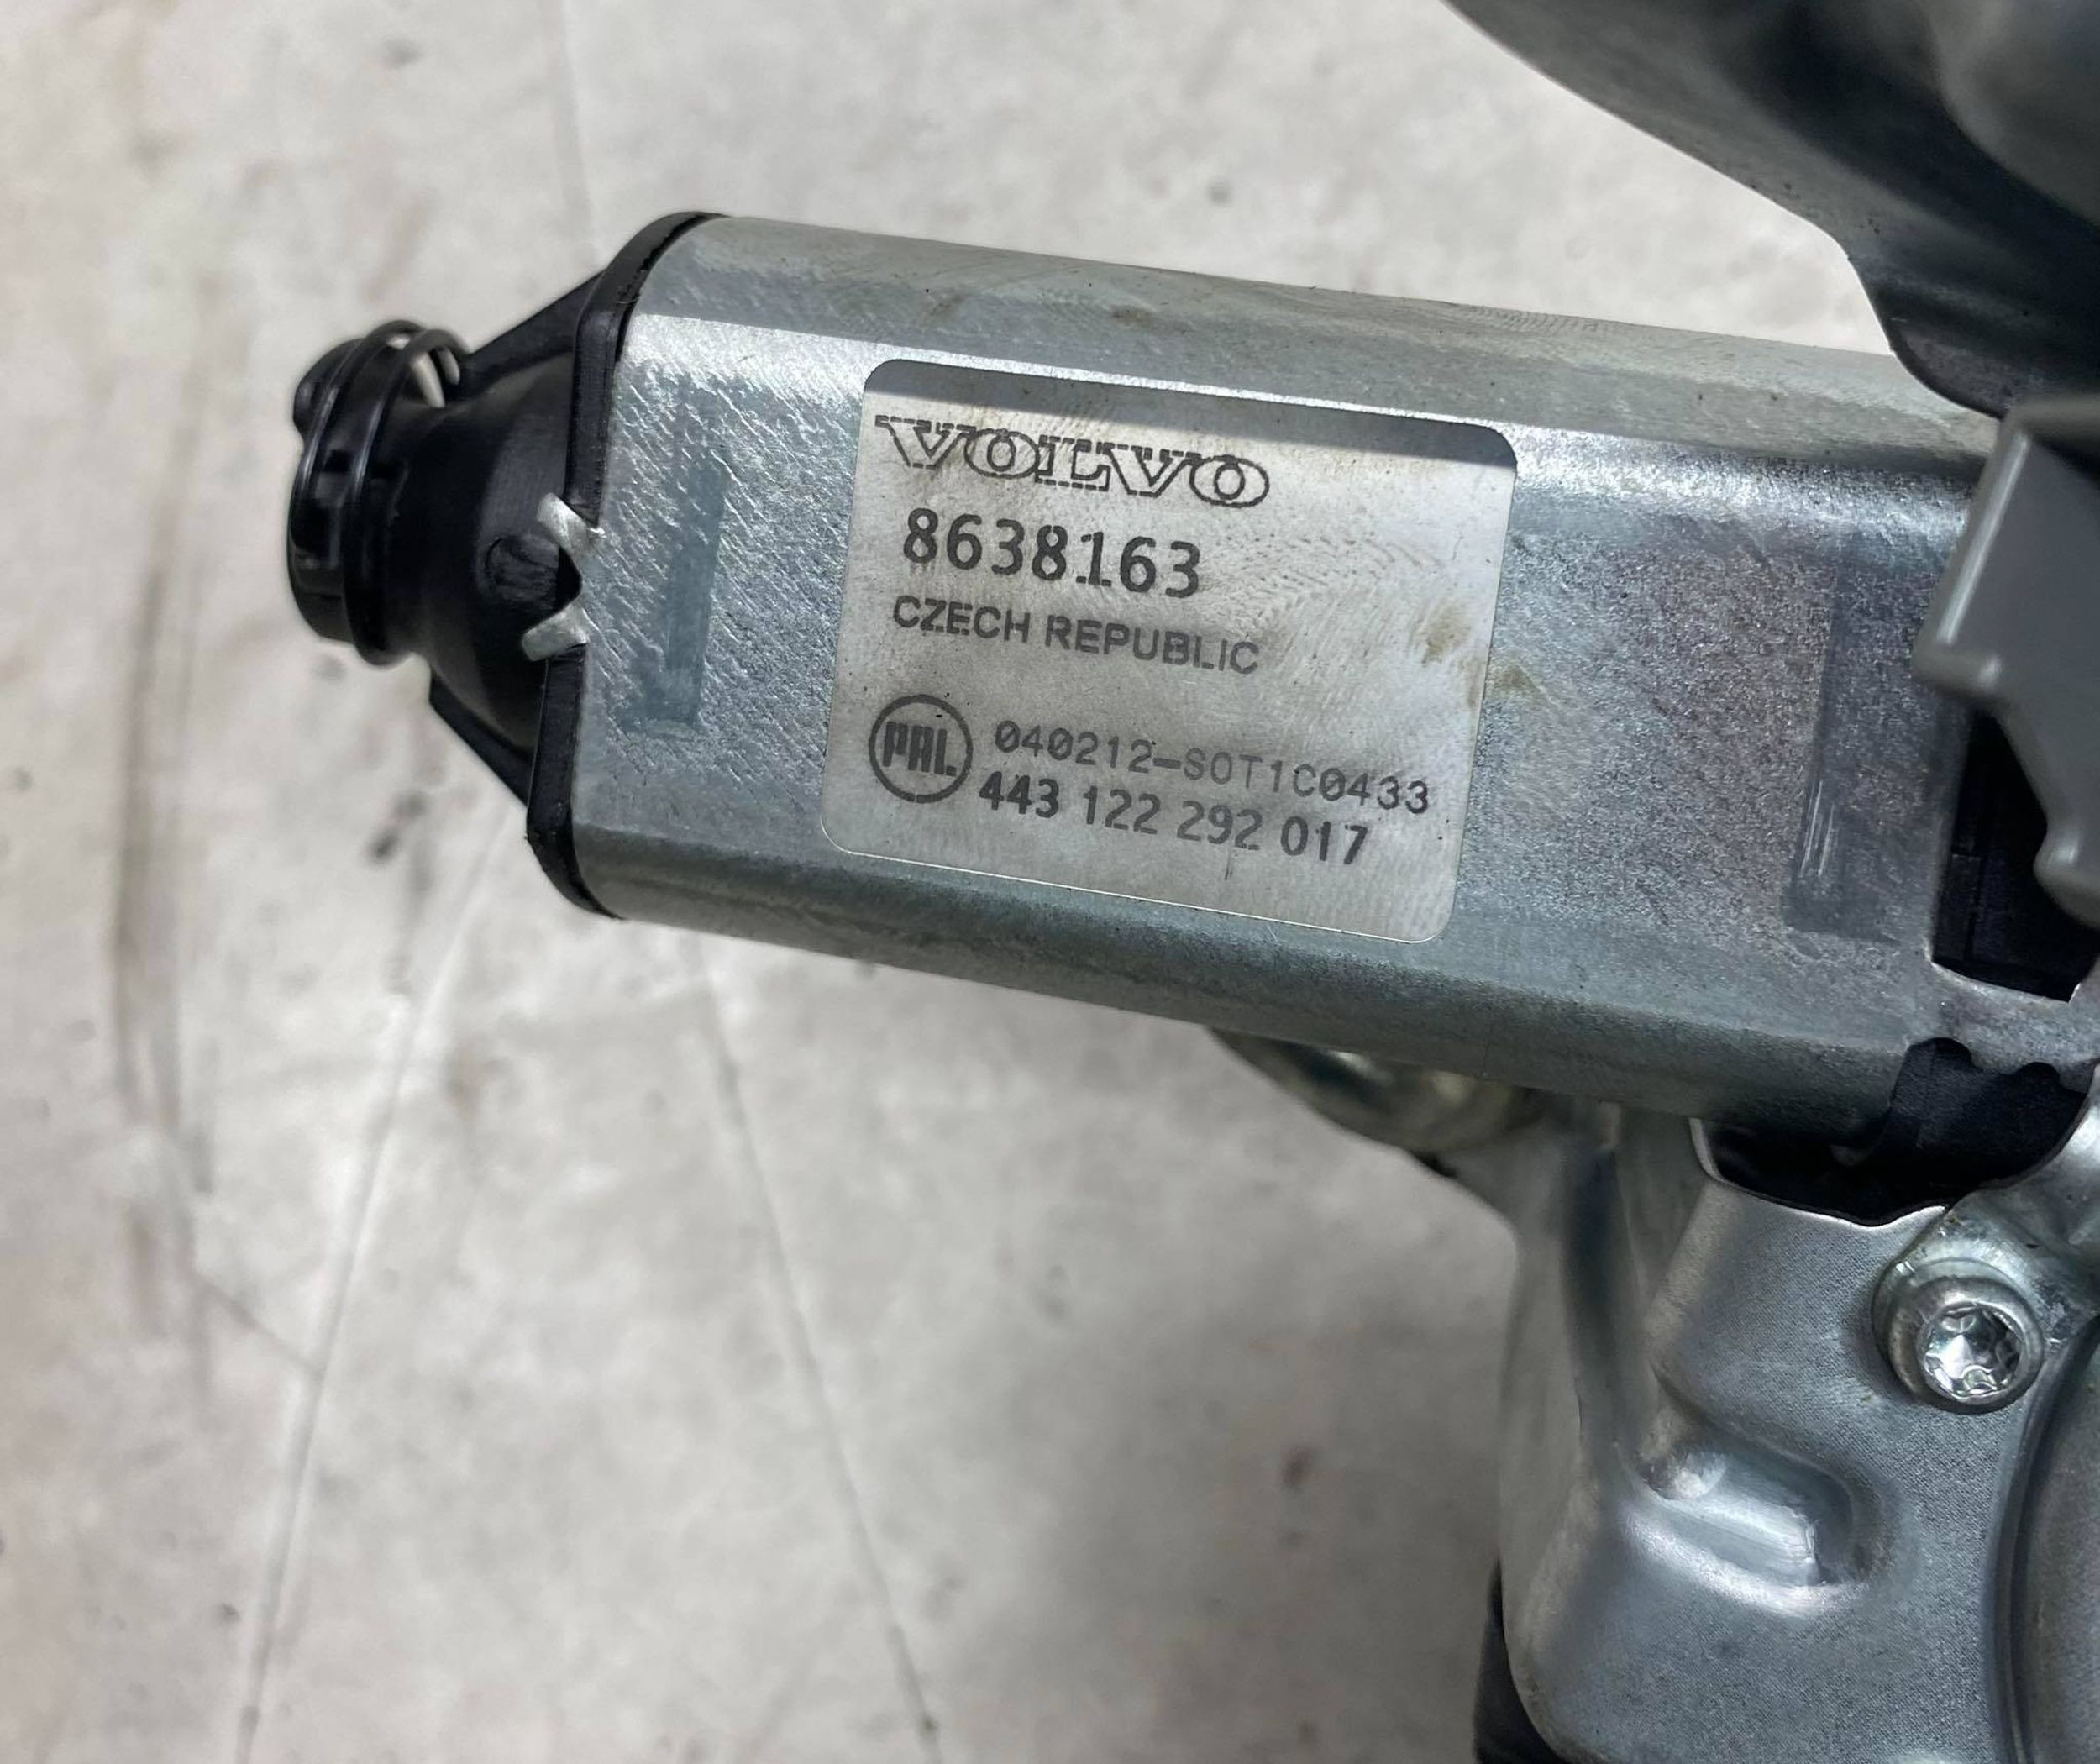 VOLVO
8638163
CZECH REPUBLIC
PAL
040212-S0T1C0433
443 122 292 017